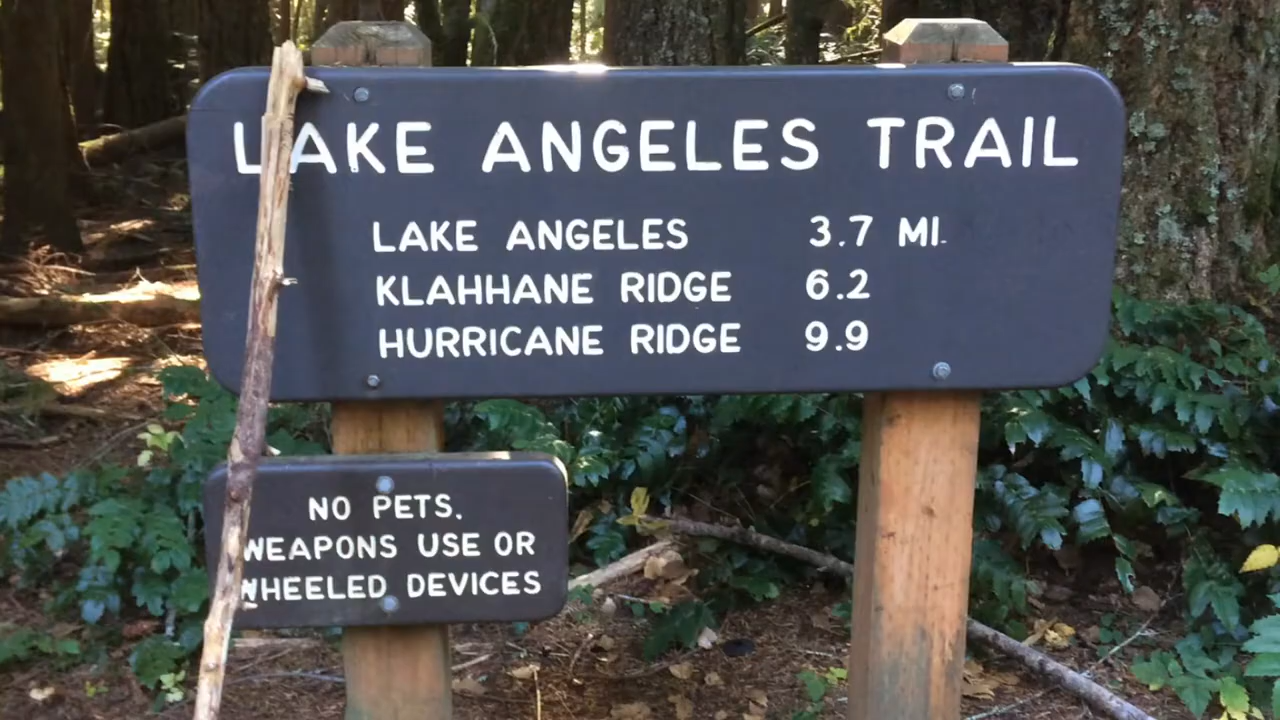 LAKE ANGELES TRAIL
LAKE ANGELES 3.7 MI.
KLAHHANE RIDGE 6.2
HURRICANE RIDGE 9.9
NO PETS.
WEAPONS USE OR
WHEELED DEVICES